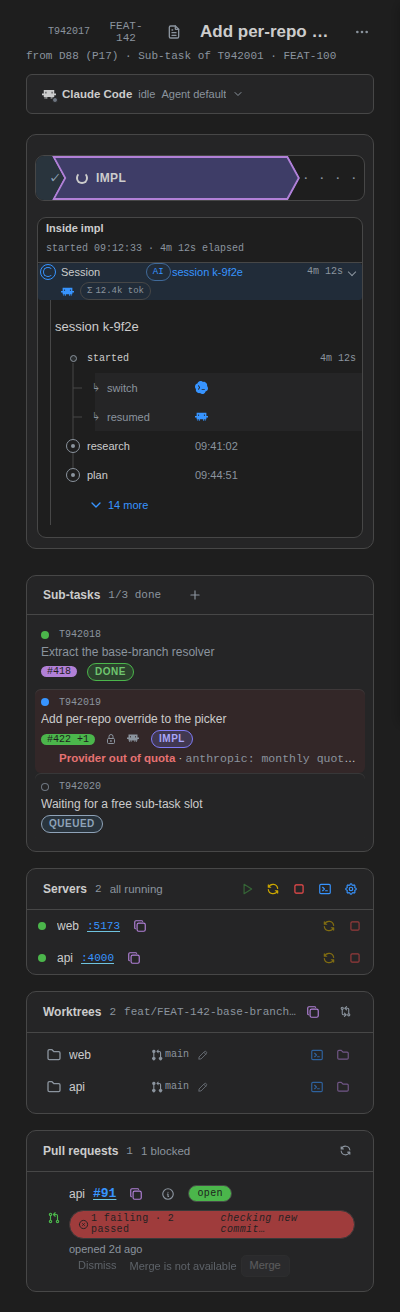 T942017 FEAT-142 Add per-repo …
from D88 (P17) · Sub-task of T942001 · FEAT-100
Claude Code idle Agent default
✓ IMPL · · · ·
Inside impl
started 09:12:33 · 4m 12s elapsed
Session AI session k-9f2e 4m 12s
Σ 12.4k tok
session k-9f2e
started 4m 12s
↳ switch
↳ resumed
research 09:41:02
plan 09:44:51
14 more
Sub-tasks 1/3 done +
T942018
Extract the base-branch resolver
#418 DONE
T942019
Add per-repo override to the picker
#422 +1 IMPL
Provider out of quota · anthropic: monthly quot…
T942020
Waiting for a free sub-task slot
QUEUED
Servers 2 all running
web :5173
api :4000
Worktrees 2 feat/FEAT-142-base-branch…
web main
api main
Pull requests 1 1 blocked
api #91 open
1 failing · 2 passed checking new commit…
opened 2d ago
Dismiss Merge is not available Merge